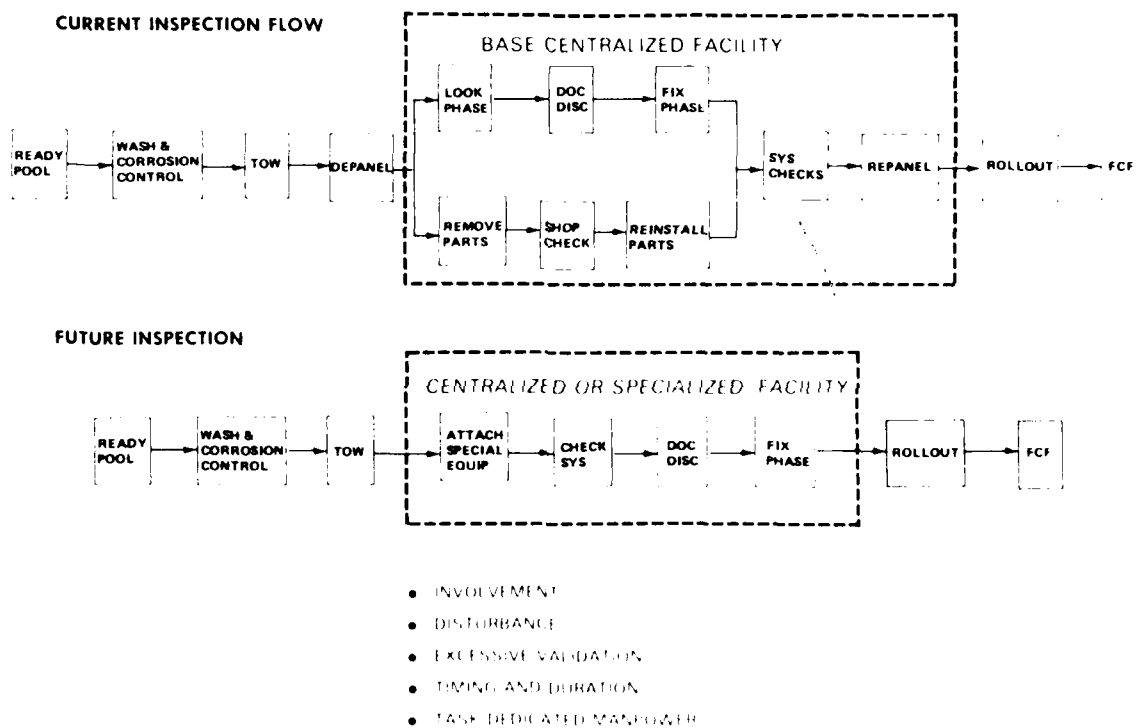 CURRENT INSPECTION FLOW
BASE CENTRALIZED FACILITY
READY
POOL
WASH &
CORROSION
CONTROL
TOW
DEPANEL
LOOK
PHASE
DOC
DISC
FIX
PHASE
REMOVE
PARTS
SHOP
CHECK
REINSTALL
PARTS
SYS
CHECKS
REPANEL
ROLLOUT
FCF
FUTURE INSPECTION
CENTRALIZED OR SPECIALIZED FACILITY
READY
POOL
WASH &
CORROSION
CONTROL
TOW
ATTACH
SPECIAL
EQUIP
CHECK
SYS
DOC
DISC
FIX
PHASE
ROLLOUT
FCF
• INVOLVEMENT
• DISTURBANCE
• EXCESSIVE VALIDATION
• TIMING AND DURATION
• TASK DEDICATED MANPOWER